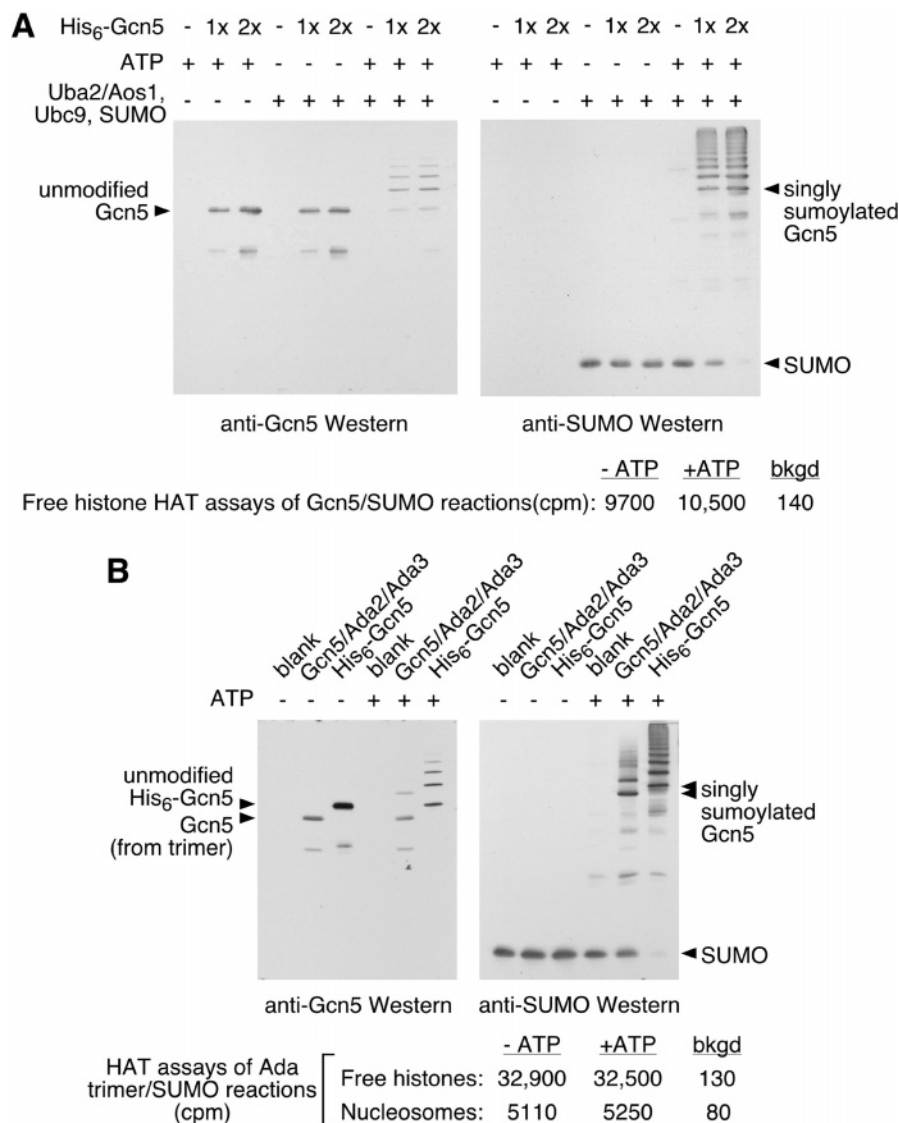 A
His6-Gcn5 - 1x 2x - 1x 2x - 1x 2x - 1x 2x - 1x 2x - 1x 2x
ATP + + + - - - + + + + + + - - - + + +
Uba2/Aos1,
Ubc9, SUMO - - - + + + + + + - - - + + + + + +
unmodified
Gcn5
singly
sumoylated
Gcn5
SUMO
anti-Gcn5 Western anti-SUMO Western
- ATP +ATP bkgd
Free histone HAT assays of Gcn5/SUMO reactions(cpm): 9700 10,500 140
B
blank Gcn5/Ada2/Ada3 His6-Gcn5 blank Gcn5/Ada2/Ada3 His6-Gcn5 blank Gcn5/Ada2/Ada3 His6-Gcn5 blank Gcn5/Ada2/Ada3 His6-Gcn5
ATP - - - + + + - - - + + +
unmodified
His6-Gcn5
Gcn5
(from trimer)
singly
sumoylated
Gcn5
SUMO
anti-Gcn5 Western anti-SUMO Western
- ATP +ATP bkgd
HAT assays of Ada
trimer/SUMO reactions
(cpm)
Free histones: 32,900 32,500 130
Nucleosomes: 5110 5250 80